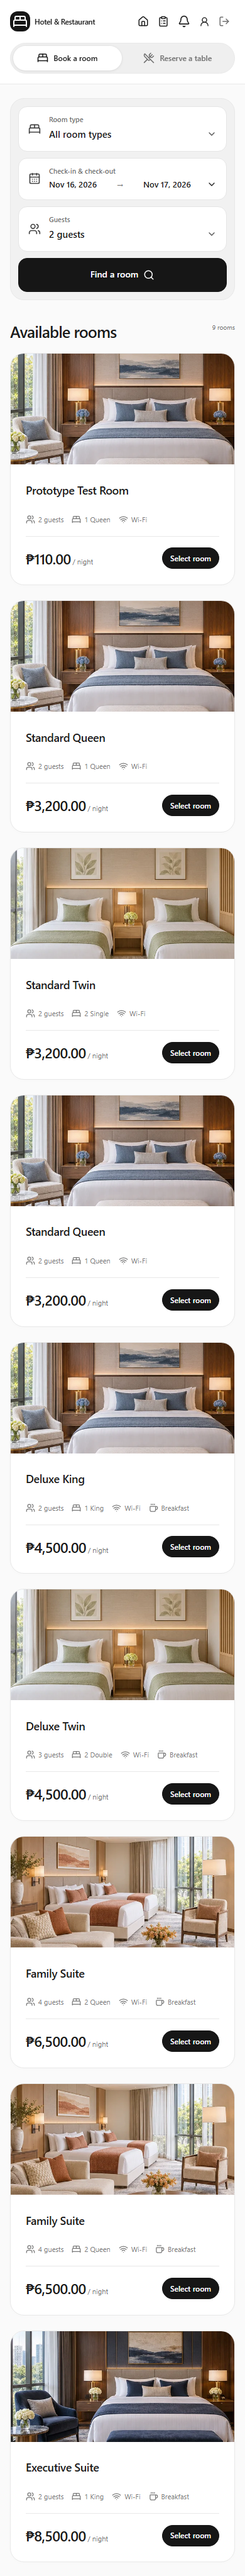 Hotel & Restaurant
Book a room
Reserve a table
Room type
All room types
Check-in & check-out
Nov 16, 2026 → Nov 17, 2026
Guests
2 guests
Find a room
Available rooms
9 rooms
Prototype Test Room
2 guests 1 Queen Wi-Fi
₱110.00 / night
Select room
Standard Queen
2 guests 1 Queen Wi-Fi
₱3,200.00 / night
Select room
Standard Twin
2 guests 2 Single Wi-Fi
₱3,200.00 / night
Select room
Standard Queen
2 guests 1 Queen Wi-Fi
₱3,200.00 / night
Select room
Deluxe King
2 guests 1 King Wi-Fi Breakfast
₱4,500.00 / night
Select room
Deluxe Twin
3 guests 2 Double Wi-Fi Breakfast
₱4,500.00 / night
Select room
Family Suite
4 guests 2 Queen Wi-Fi Breakfast
₱6,500.00 / night
Select room
Family Suite
4 guests 2 Queen Wi-Fi Breakfast
₱6,500.00 / night
Select room
Executive Suite
2 guests 1 King Wi-Fi Breakfast
₱8,500.00 / night
Select room